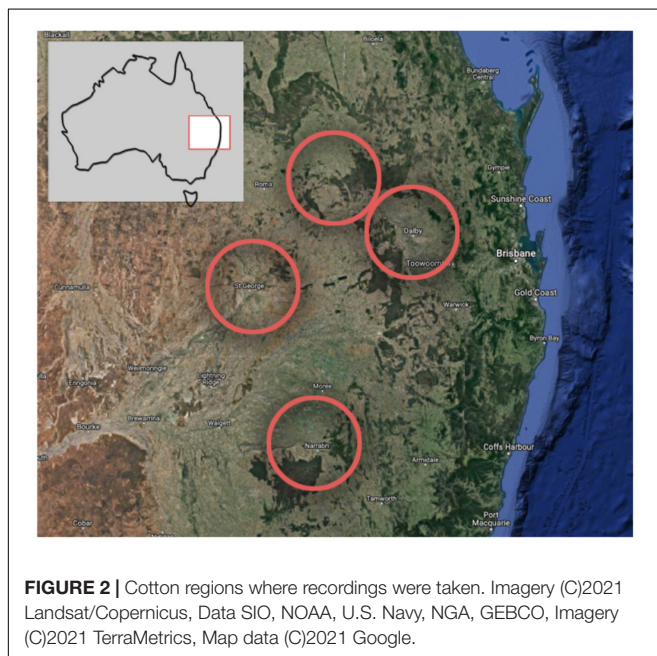 Blackall
Biloela
Bundaberg
Central
Gympie
Roma
Sunshine Coast
Dalby
Toowoomba
Brisbane
Cunnamulla
St George
Gold Coast
Warwick
Byron Bay
Weilmoringle
Lightning
Ridge
Enngonia
Moree
Brewarrina
Walgett
Bourke
Narrabri
Coffs Harbour
Armidale
Tamworth
Port
Macquarie
Cobar
FIGURE 2 | Cotton regions where recordings were taken. Imagery (C)2021
Landsat/Copernicus, Data SIO, NOAA, U.S. Navy, NGA, GEBCO, Imagery
(C)2021 TerraMetrics, Map data (C)2021 Google.